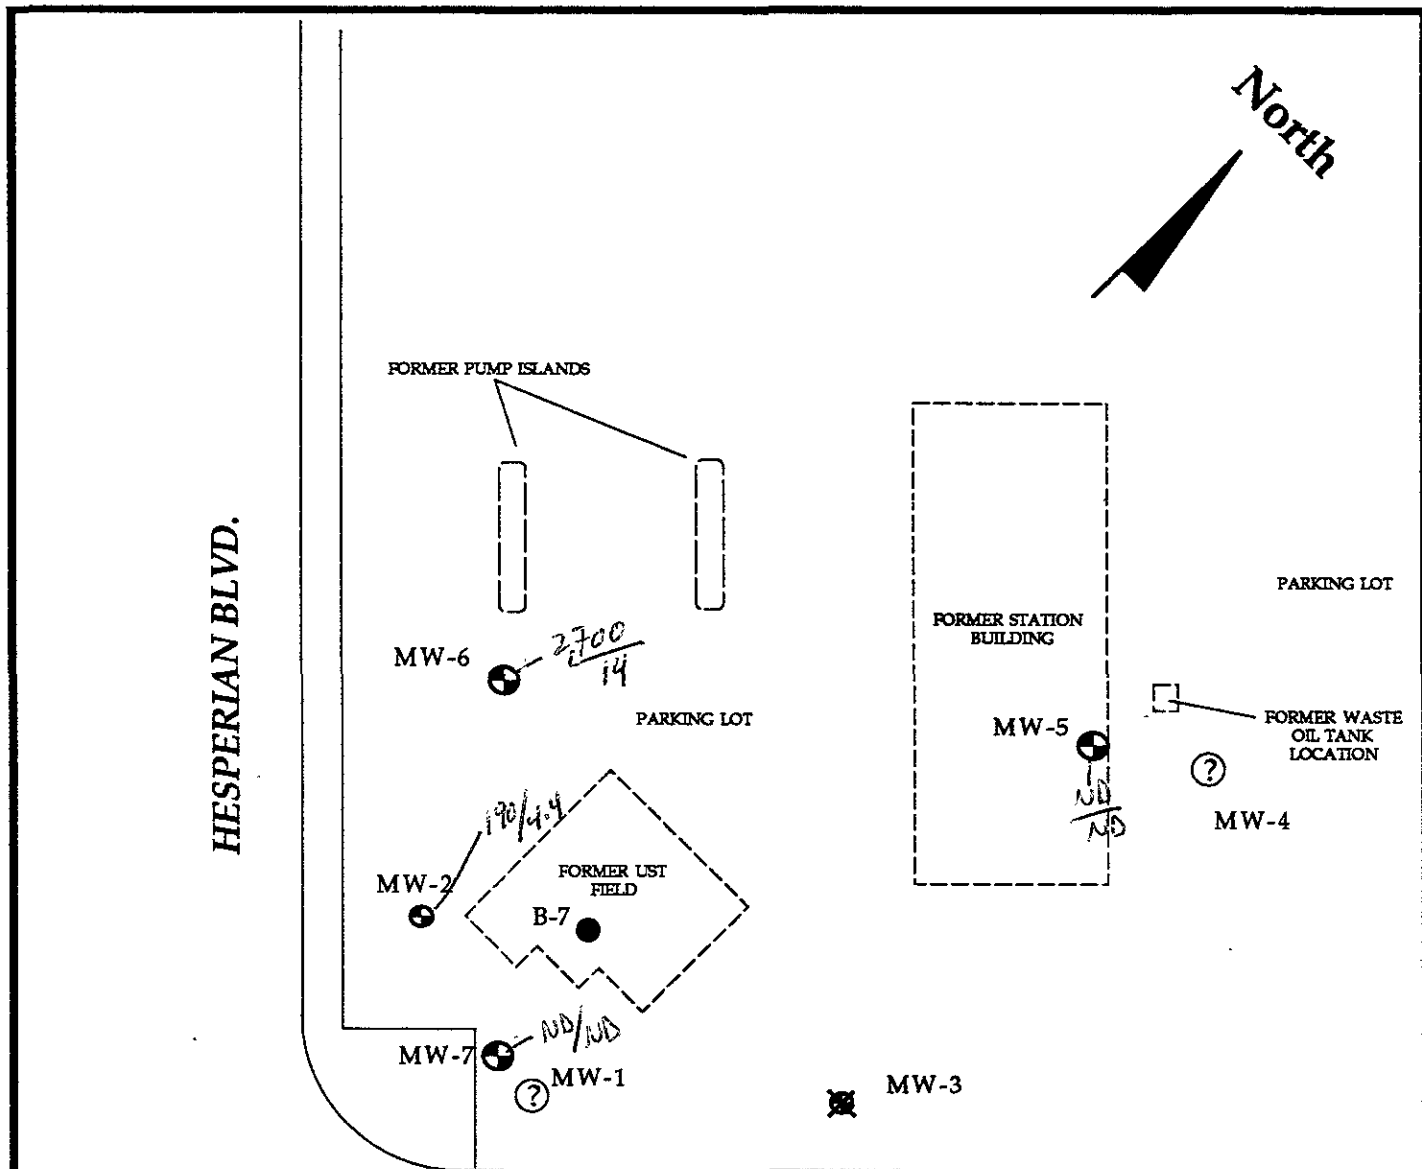 North
FORMER PUMP ISLANDS
HESPERIAN BLVD.
PARKING LOT
FORMER STATION
BUILDING
MW-6
2700
14
PARKING LOT
MW-5
FORMER WASTE
OIL TANK
LOCATION
?
MW-4
ND
ND
190/4.4
MW-2
FORMER UST
FIELD
B-7
ND/ND
MW-7
MW-1
?
MW-3